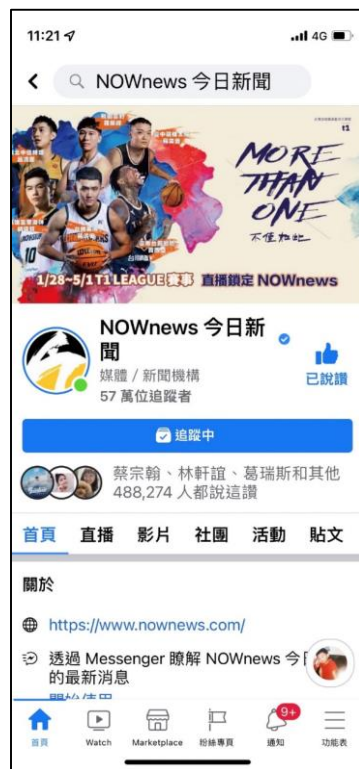 11:21
4G
NOWnews 今日新聞
t1
MORE
THAN
ONE
不僅如此
10
1/28~5/1 T1 LEAGUE 賽事 直播鎖定 NOWnews
NOWnews 今日新
聞
媒體 / 新聞機構
57 萬位追蹤者
已說讚
追蹤中
蔡宗翰、林軒誼、葛瑞斯和其他
488,274 人都說這讚
首頁 直播 影片 社團 活動 貼文
關於
https://www.nownews.com/
透過 Messenger 瞭解 NOWnews 今
的最新消息
開始使用
9+
首頁 Watch Marketplace 粉絲專頁 通知 功能表